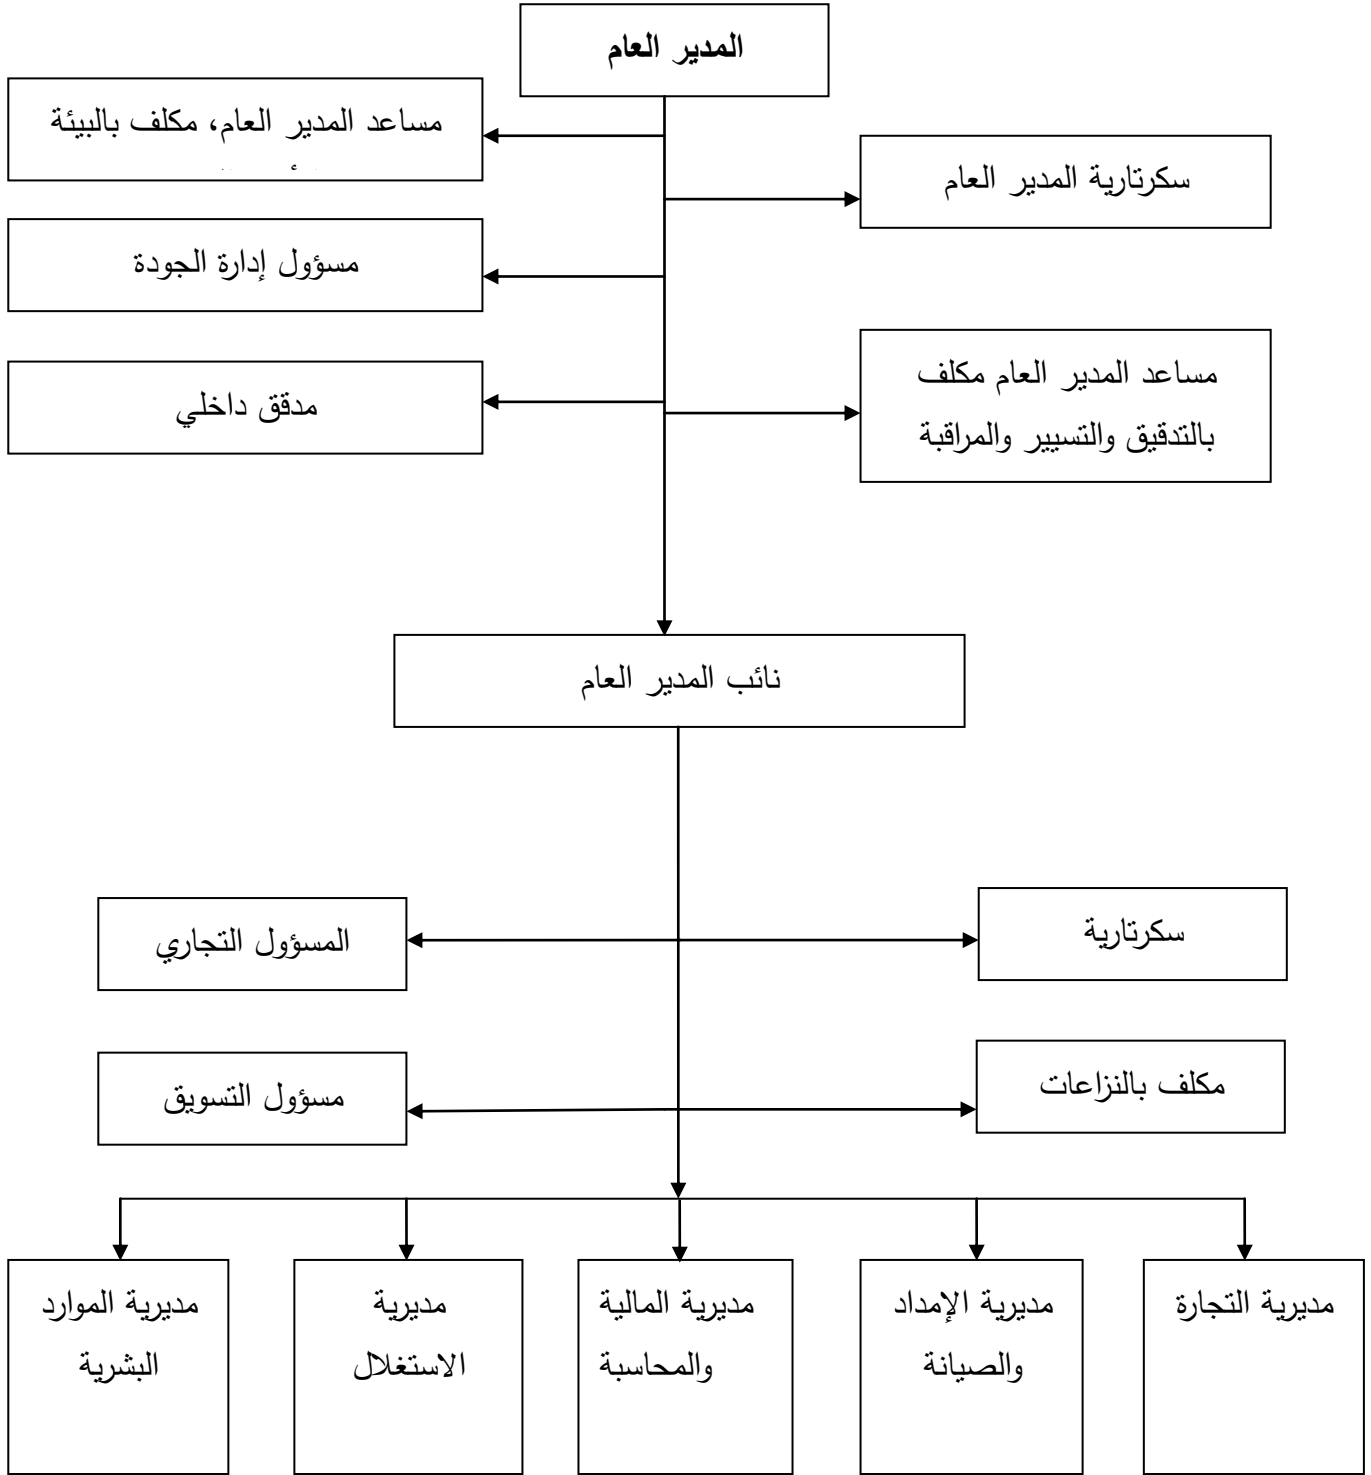 المدير العام
مساعد المدير العام، مكلف بالبيئة
سكرتارية المدير العام
مسؤول إدارة الجودة
مساعد المدير العام مكلف
بالتدقيق والتسيير والمراقبة
مدقق داخلي
نائب المدير العام
سكرتارية
المسؤول التجاري
مكلف بالنزاعات
مسؤول التسويق
مديرية التجارة
مديرية الإمداد
والصيانة
مديرية المالية
والمحاسبة
مديرية
الاستغلال
مديرية الموارد
البشرية